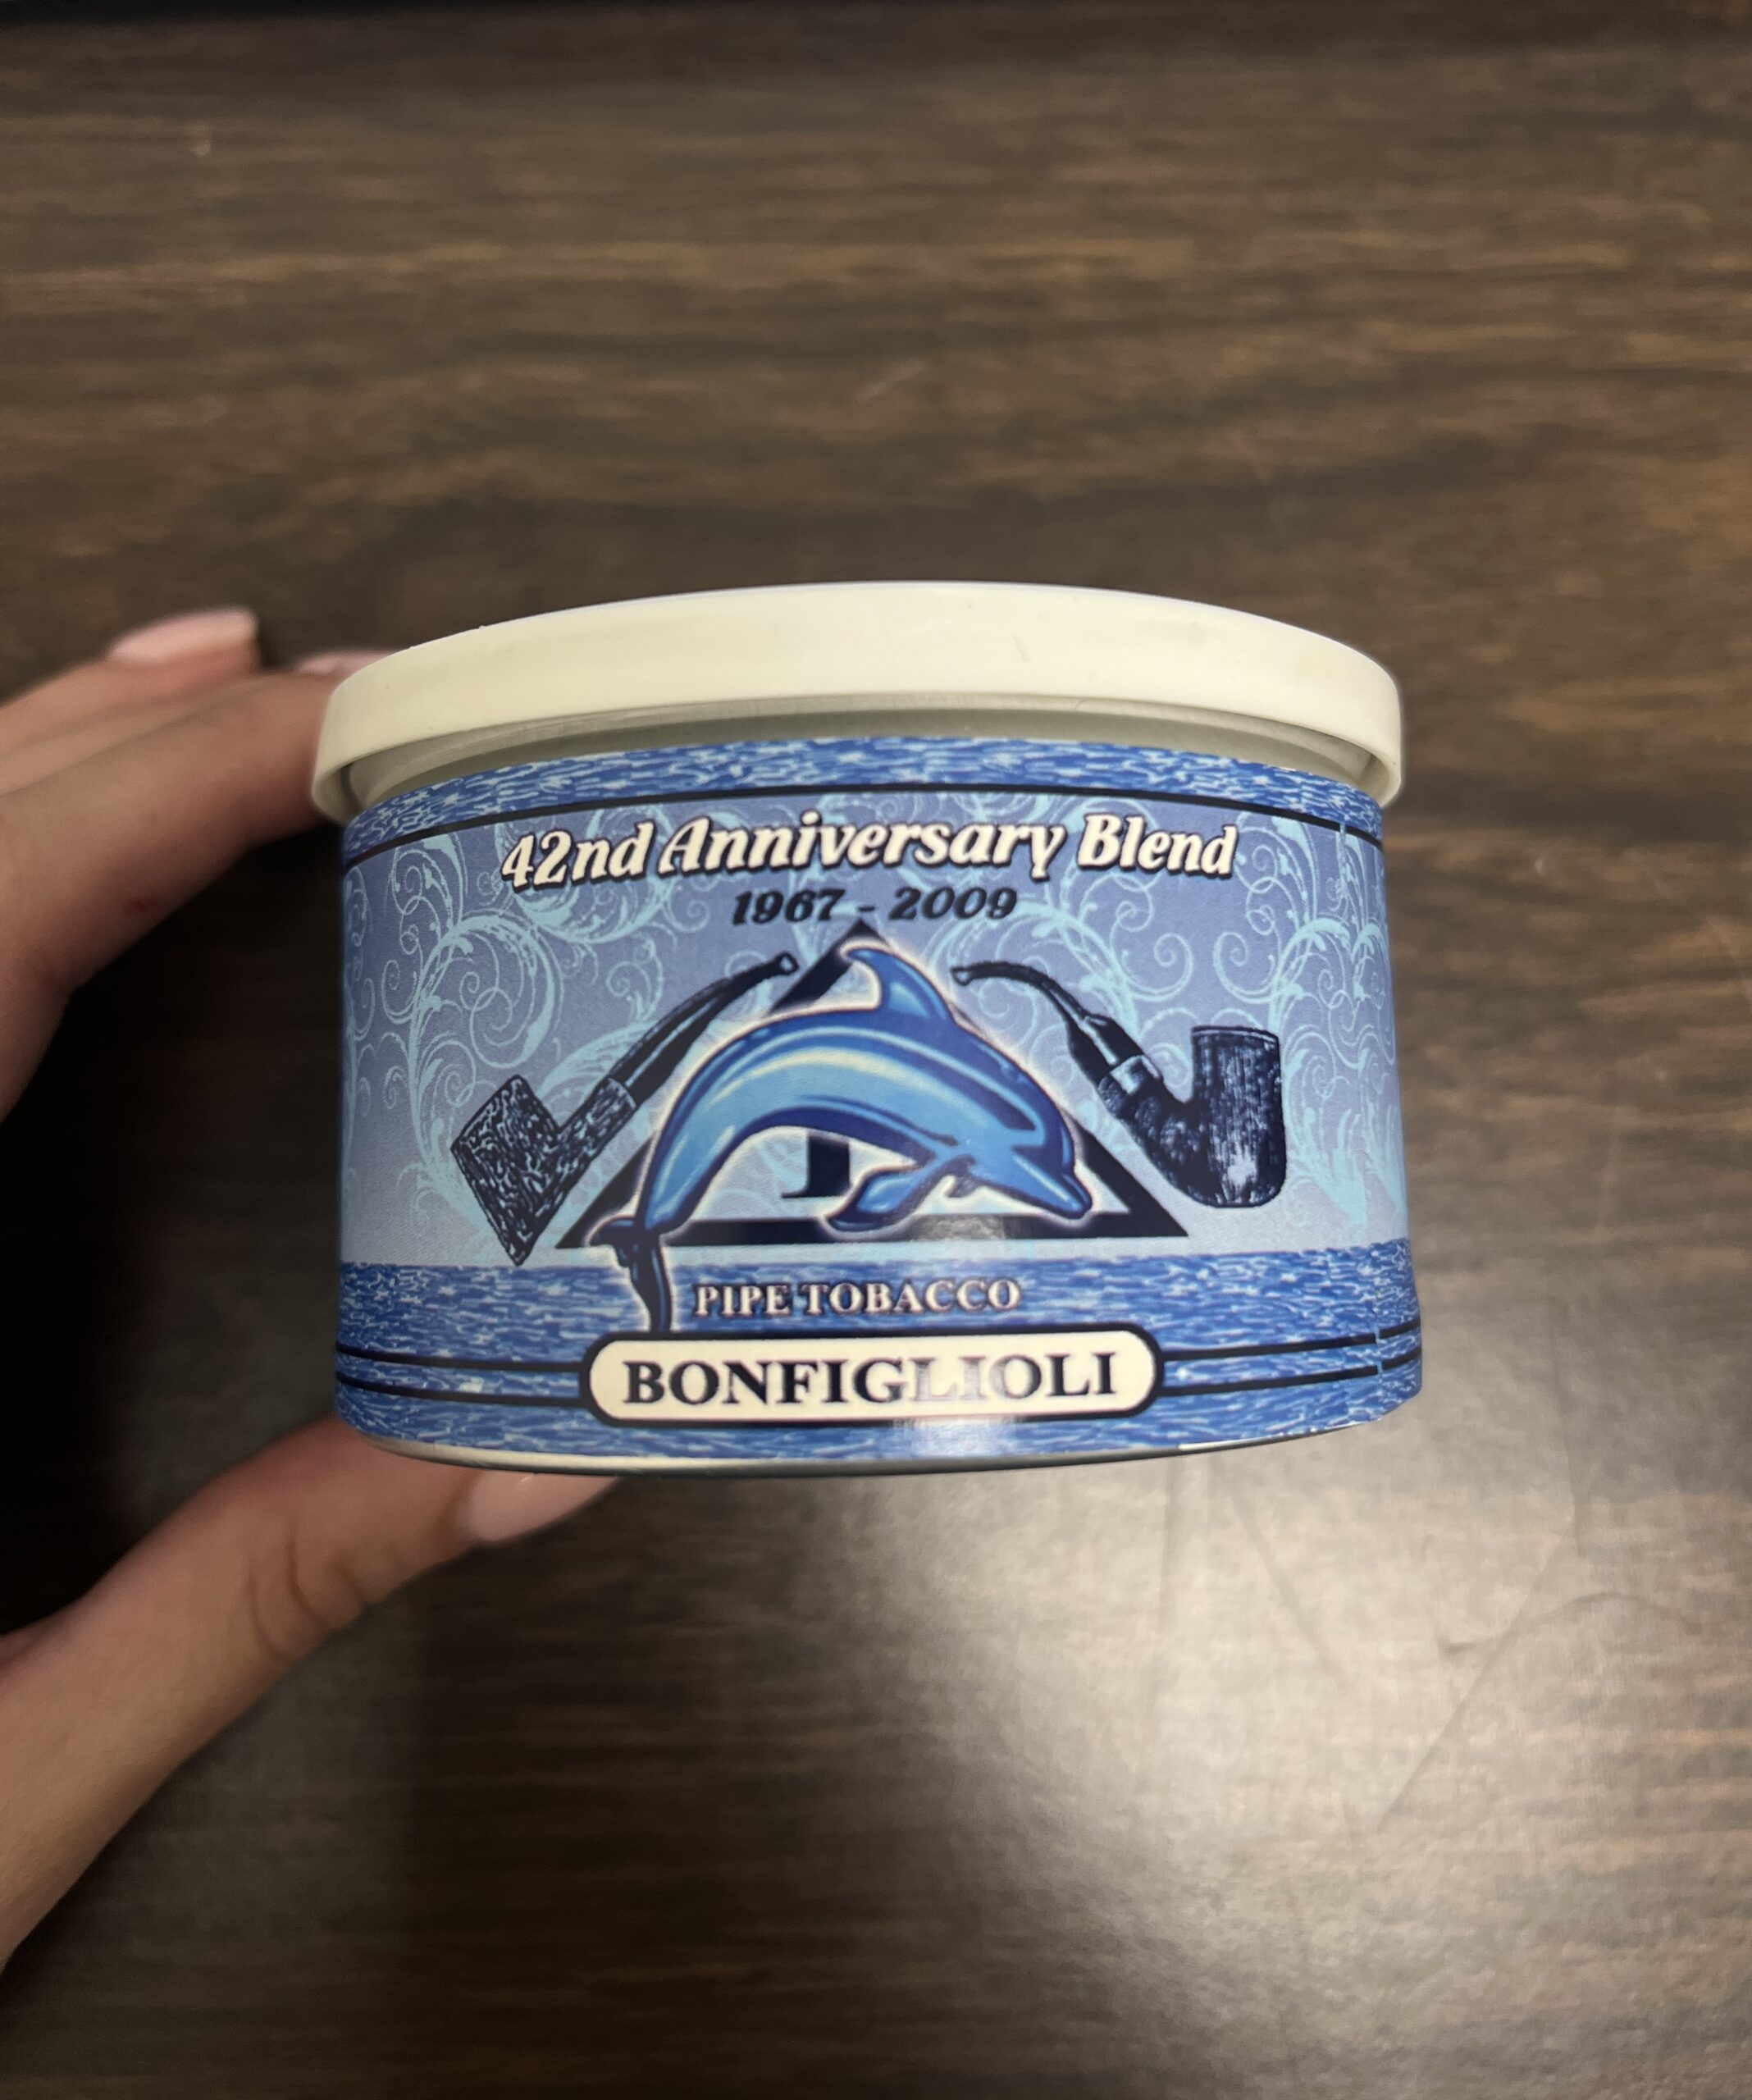 42nd Anniversary Blend
1967 - 2009
PIPE TOBACCO
BONFIGLIOLI